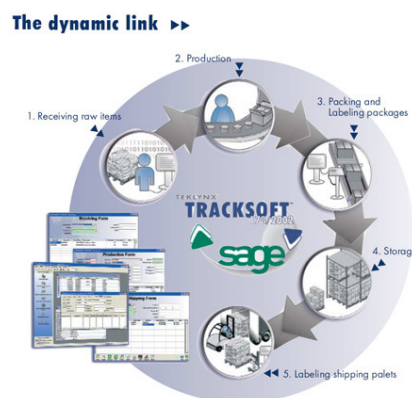 The dynamic link
2. Production
1. Receiving raw items
3. Packing and
Labeling packages
TEKLYNX
TRACKSOFT
sage
Receiving Form
Production Form
Shipping Form
4. Storag
5. Labeling shipping palets